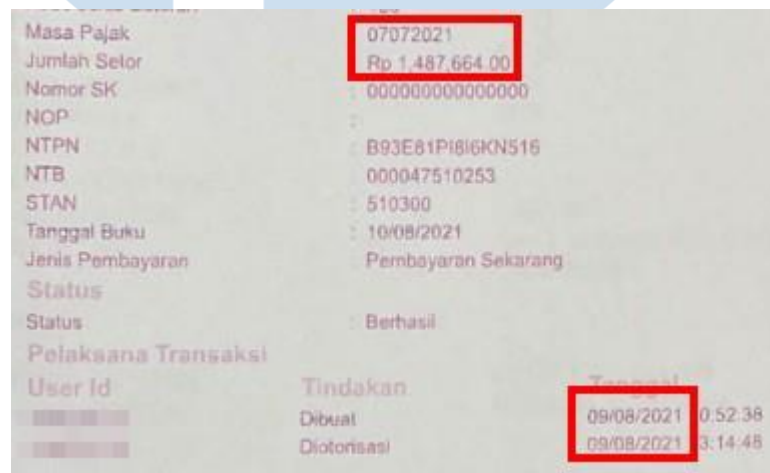 Masa Pajak 07072021
Jumlah Setor Rp 1,487,664.00
Nomor SK : 000000000000000
NOP :
NTPN : B93E81PI8I6KN516
NTB 000047510253
STAN : 510300
Tanggal Buku : 10/08/2021
Jenis Pembayaran : Pembayaran Sekarang
Status
Status : Berhasil
Pelaksana Transaksi
User Id Tindakan Tanggal
Dibuat 09/08/2021 0:52:38
Diotorisasi 09/08/2021 3:14:48